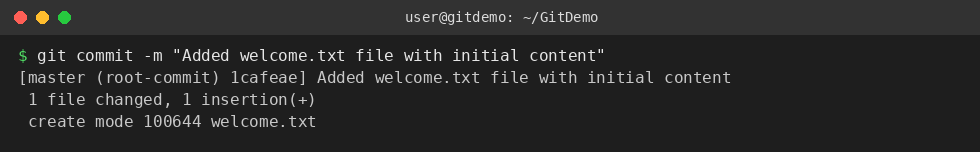 user@gitdemo: ~/GitDemo
$ git commit -m "Added welcome.txt file with initial content"
[master (root-commit) 1cafeae] Added welcome.txt file with initial content
 1 file changed, 1 insertion(+)
 create mode 100644 welcome.txt